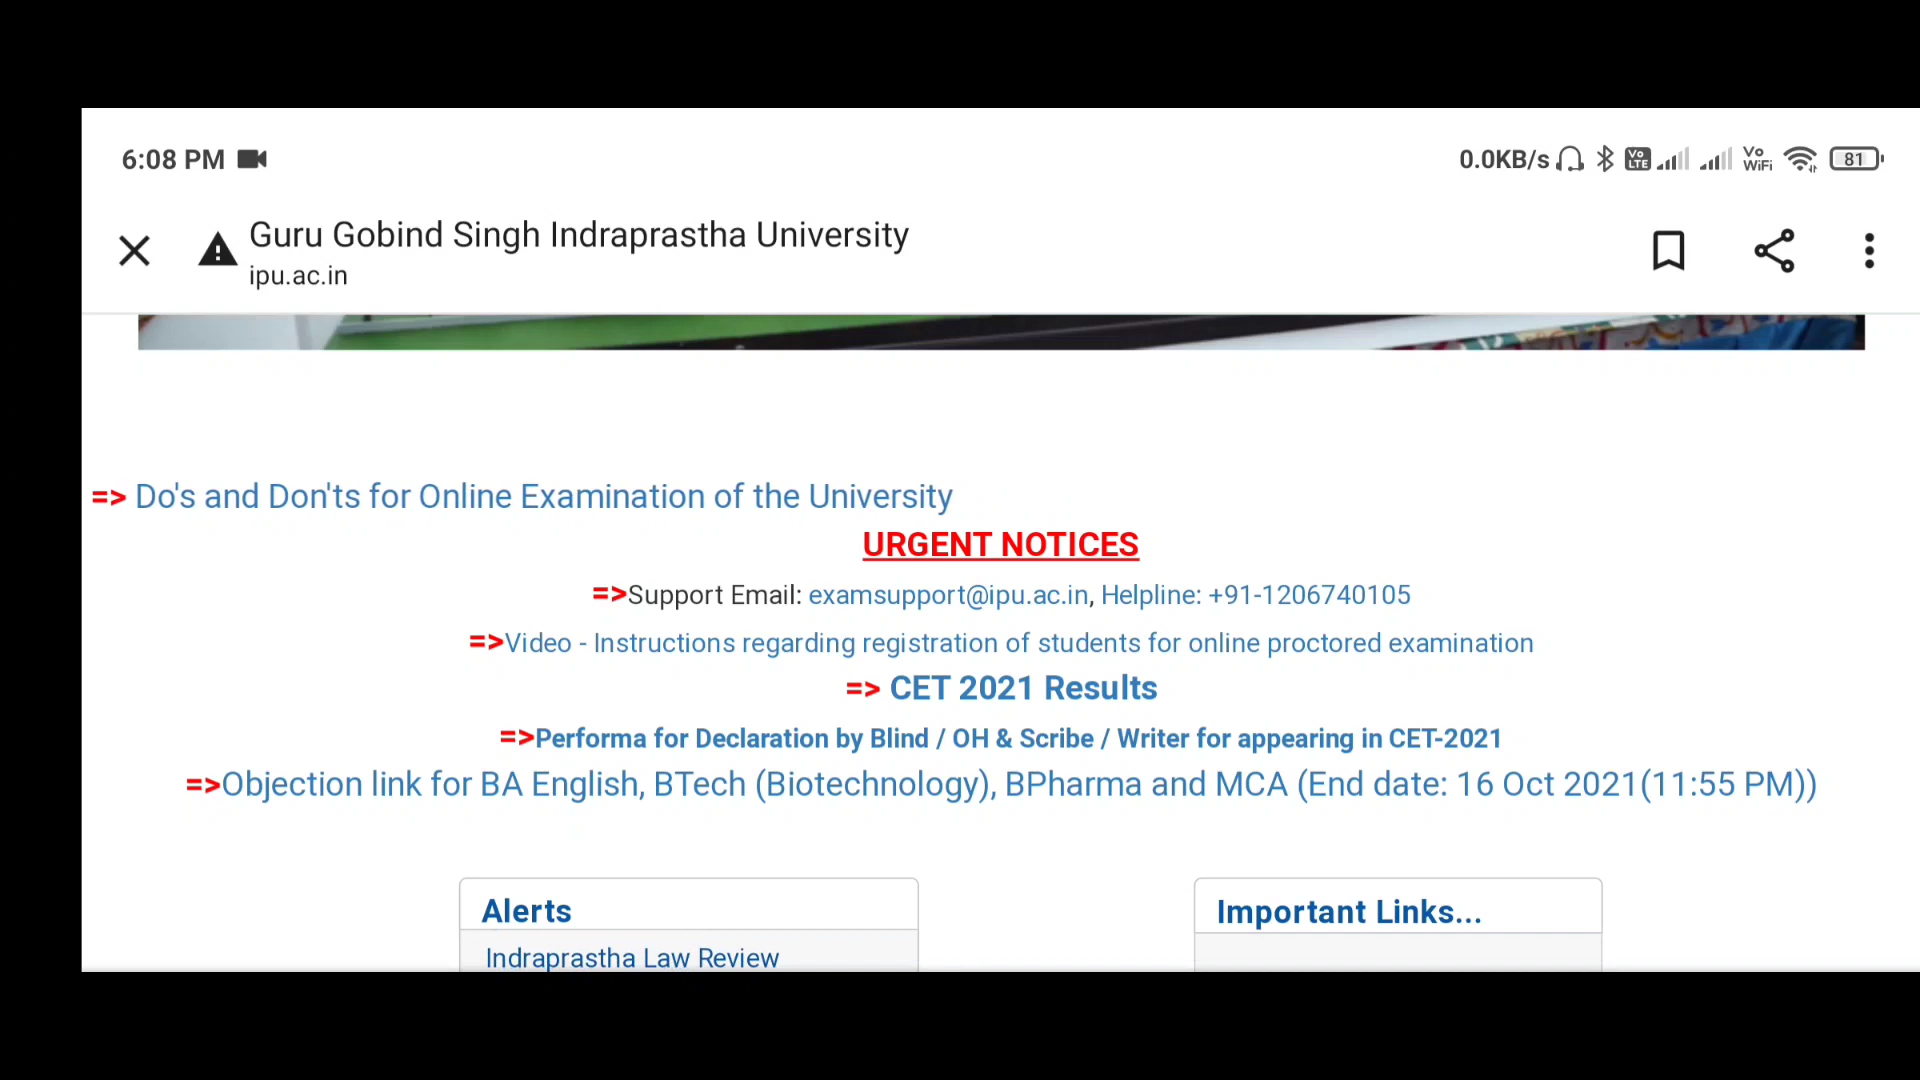 6:08 PM
0.0KB/s Vo LTE Vo WiFi 81
Guru Gobind Singh Indraprastha University
ipu.ac.in
=> Do's and Don'ts for Online Examination of the University
URGENT NOTICES
=>Support Email: examsupport@ipu.ac.in, Helpline: +91-1206740105
=>Video - Instructions regarding registration of students for online proctored examination
=> CET 2021 Results
=>Performa for Declaration by Blind / OH & Scribe / Writer for appearing in CET-2021
=>Objection link for BA English, BTech (Biotechnology), BPharma and MCA (End date: 16 Oct 2021(11:55 PM))
Alerts
Important Links...
Indraprastha Law Review